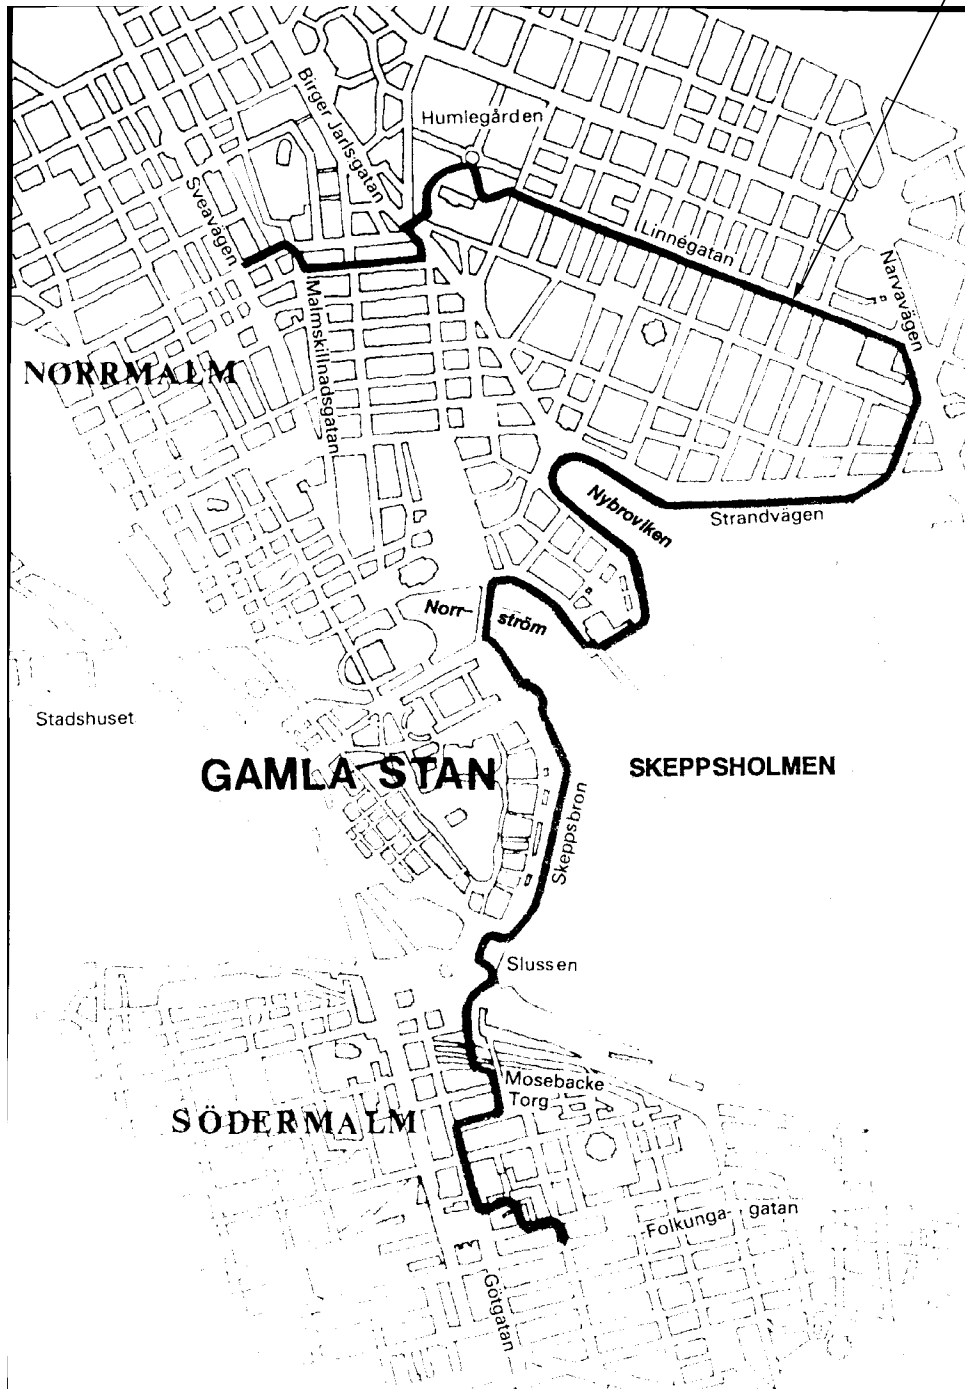 Humlegården
Birger Jarlsgatan
Sveavägen
Linnégatan
Narvavägen
Malmskillnadsgatan
NORRMALM
Nybroviken
Strandvägen
Norr-
ström
Stadshuset
GAMLA STAN
SKEPPSHOLMEN
Skeppsbron
Slussen
Mosebacke
Torg
SÖDERMALM
Folkunga- gatan
Götgatan